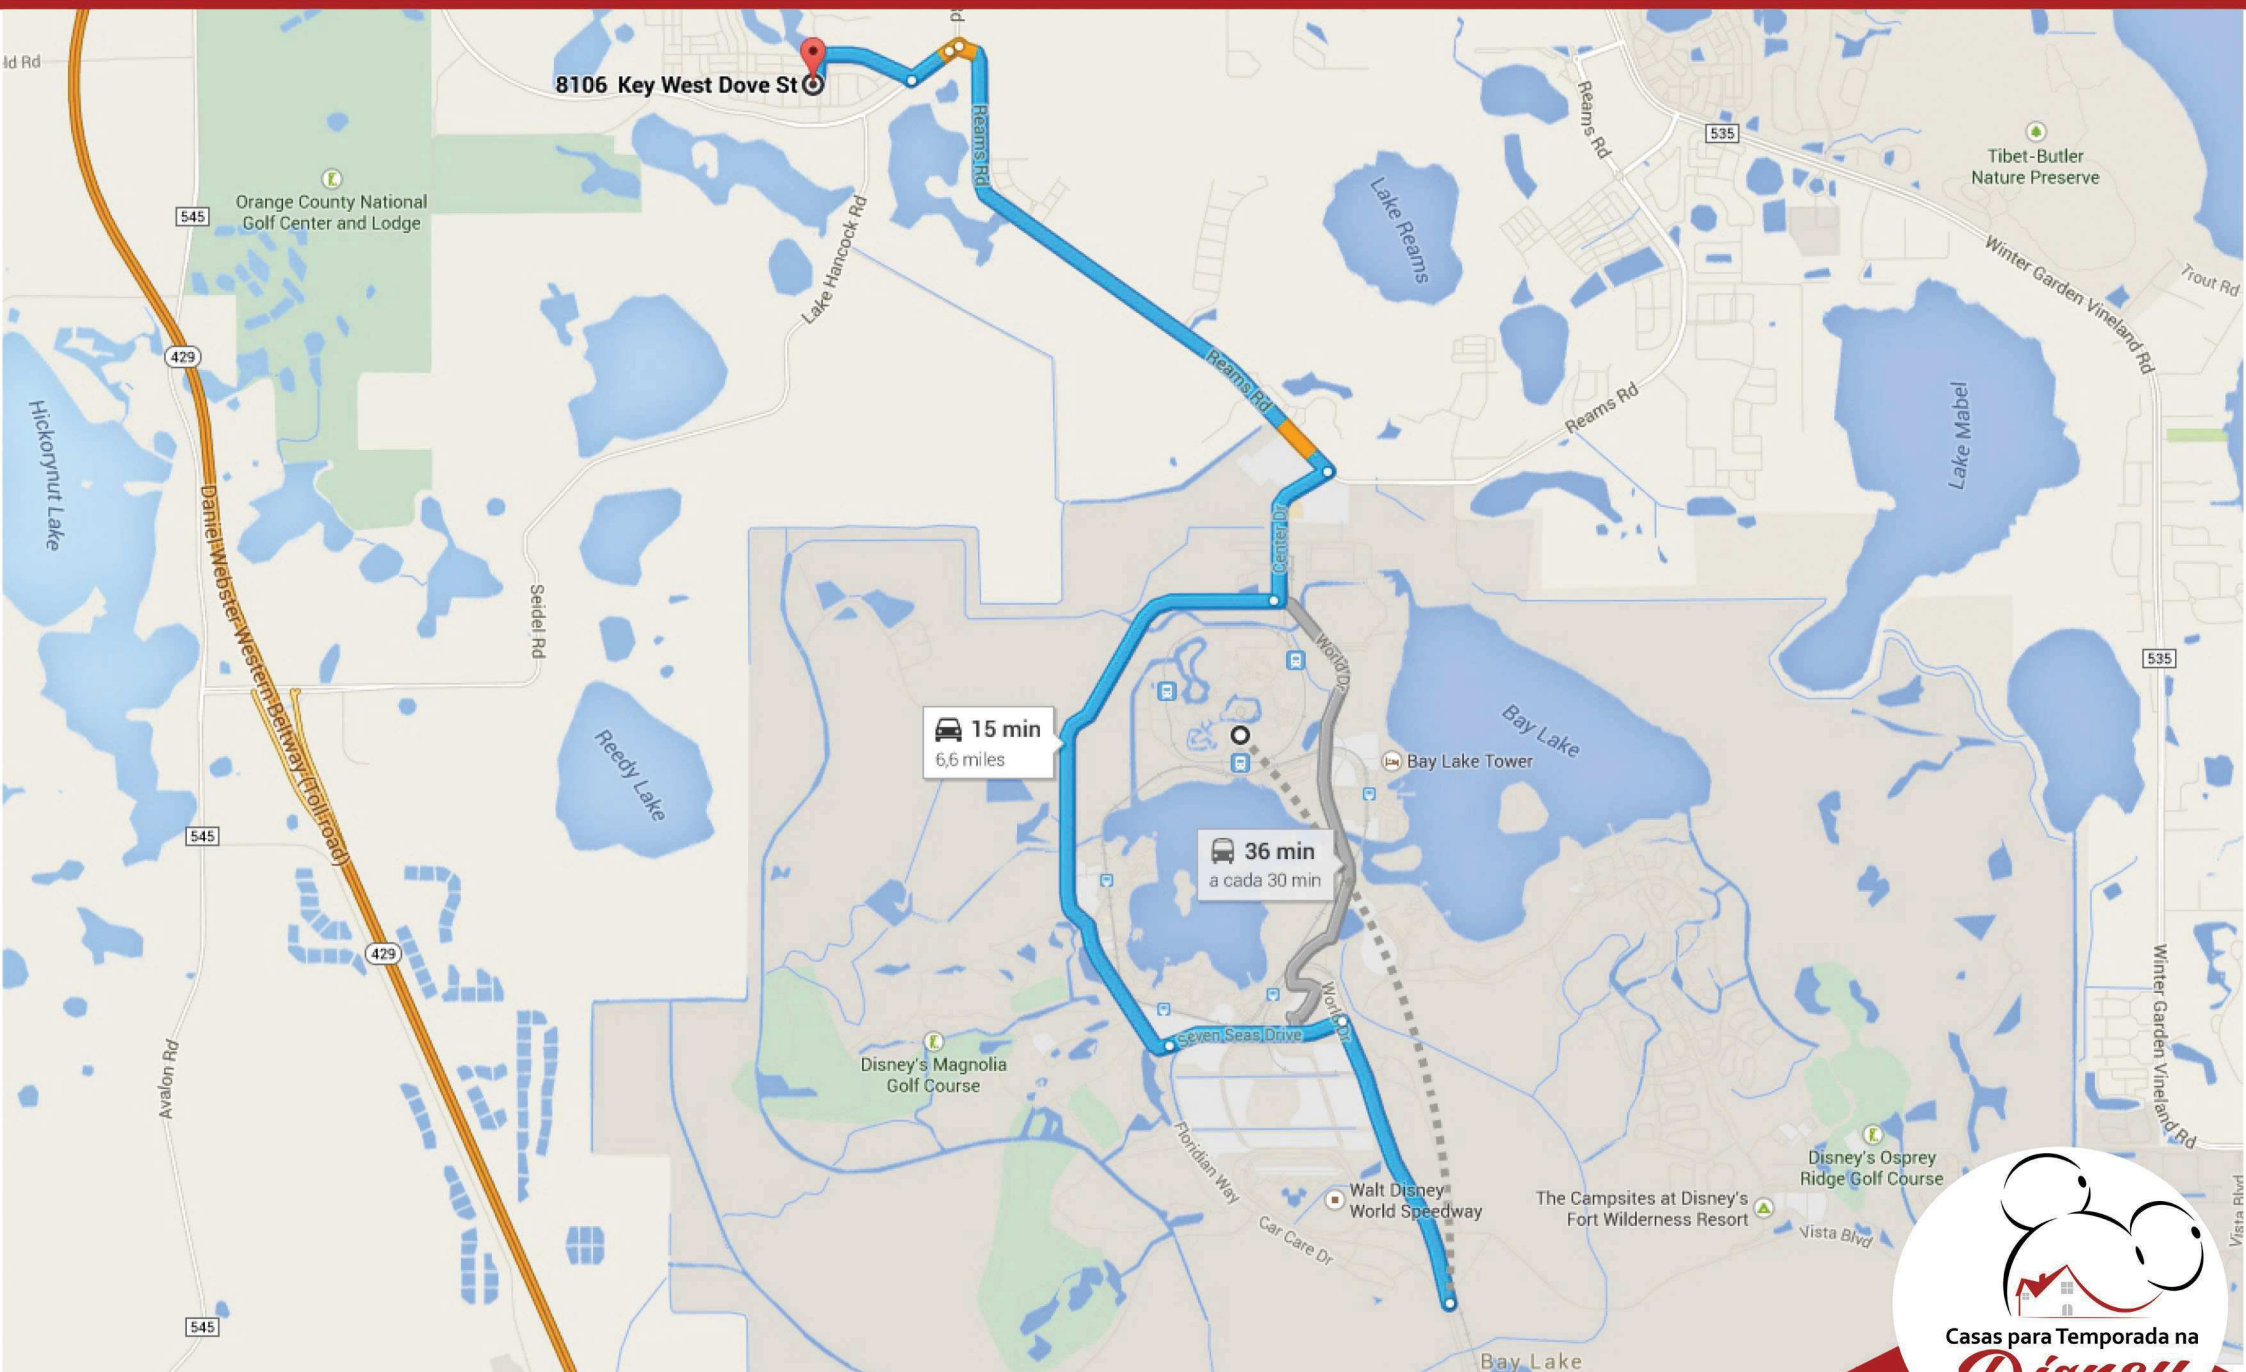 8106 Key West Dove St
Reams Rd
Reams Rd
535
Tibet-Butler
Nature Preserve
Orange County National
Golf Center and Lodge
545
Lake Hancock Rd
Lake Reams
Winter Garden Vineland Rd
Trout Rd
429
Reams Rd
Reams Rd
Hickorynut Lake
Lake Mabel
Daniel Webster Western Beltway (Toll road)
Center Dr
Seidel Rd
World Dr
535
15 min
6,6 miles
Bay Lake
Bay Lake Tower
Reedy Lake
545
36 min
a cada 30 min
429
World Dr
Seven Seas Drive
Winter Garden Vineland Rd
Avalon Rd
Disney's Magnolia
Golf Course
Floridian Way
Disney's Osprey
Ridge Golf Course
Walt Disney
World Speedway
The Campsites at Disney's
Fort Wilderness Resort
Vista Blvd
Vista Blvd
Car Care Dr
545
Casas para Temporada na
Disney
Bay Lake